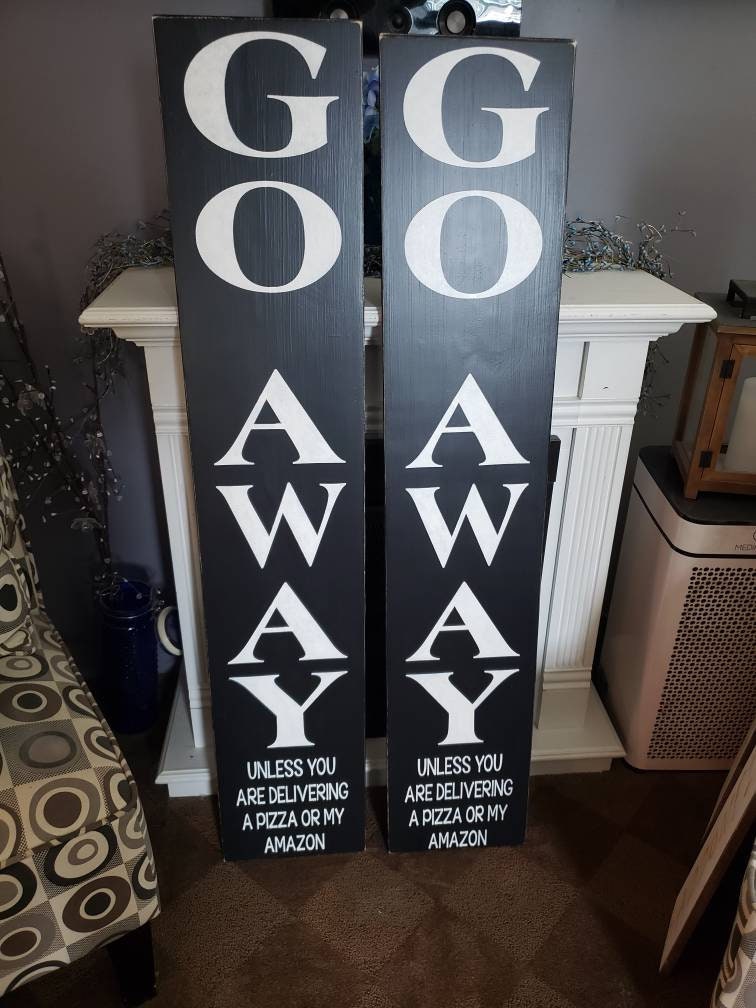 GO
AWAY
UNLESS YOU
ARE DELIVERING
A PIZZA OR MY
AMAZON
GO
AWAY
UNLESS YOU
ARE DELIVERING
A PIZZA OR MY
AMAZON